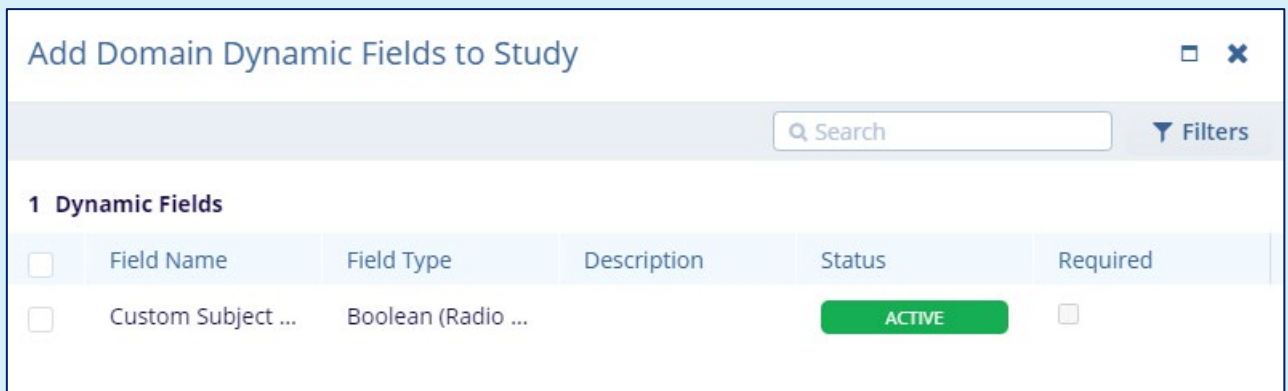 Add Domain Dynamic Fields to Study
Search
Filters
1 Dynamic Fields
Field Name Field Type Description Status Required
Custom Subject ... Boolean (Radio ... ACTIVE